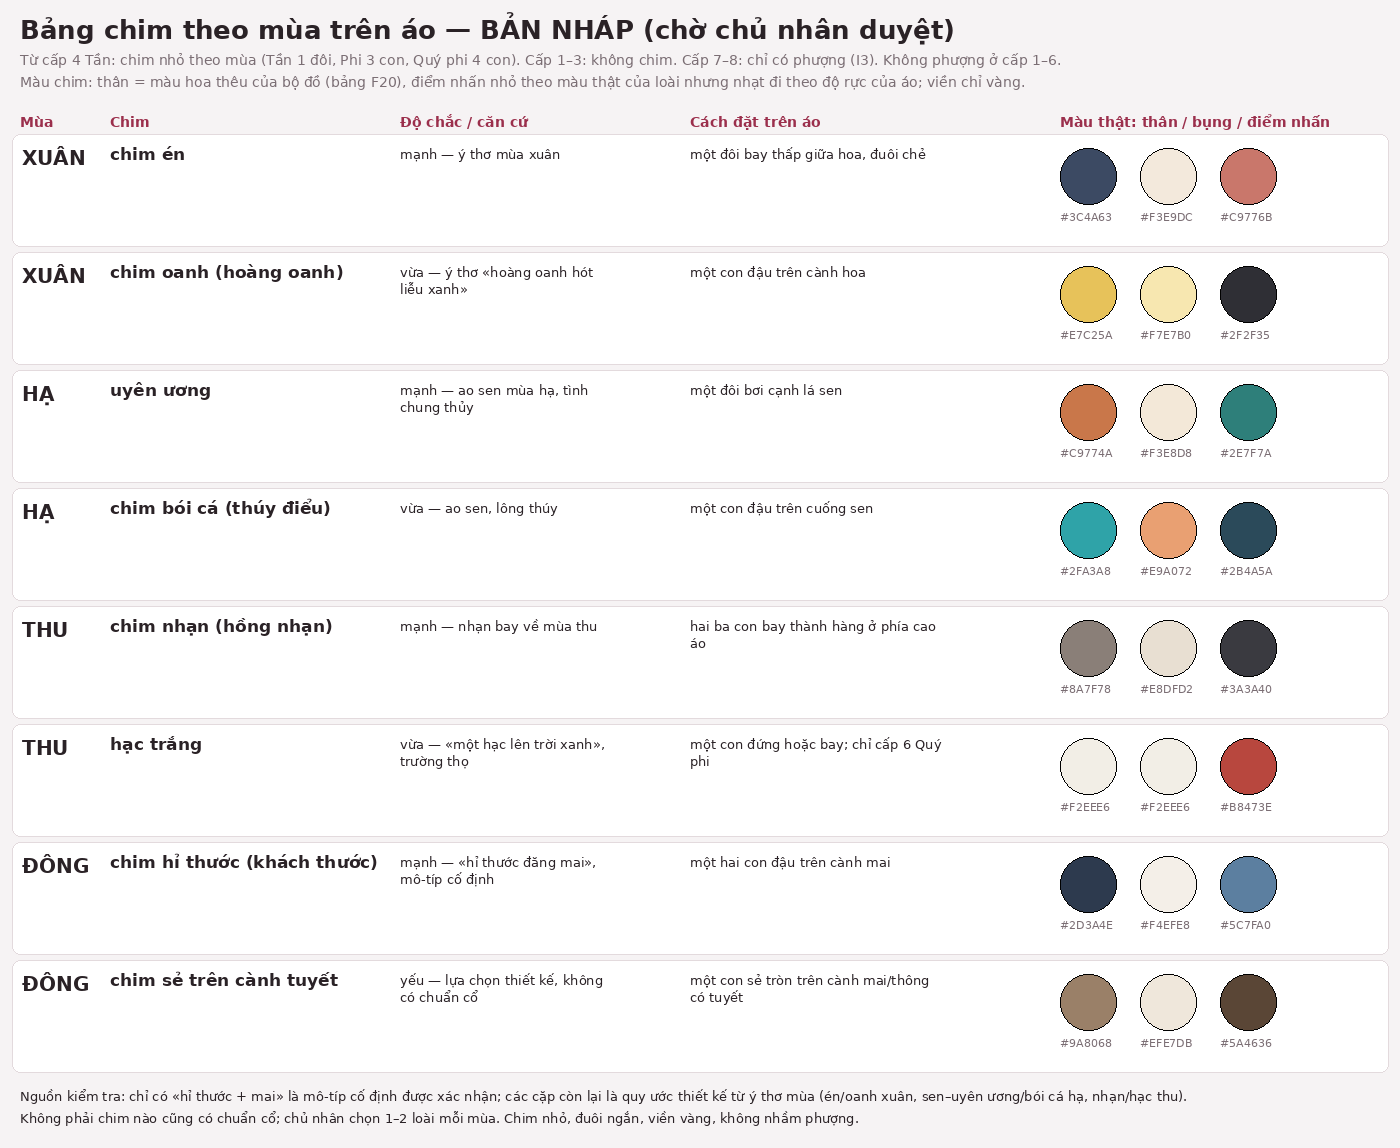 Bảng chim theo mùa trên áo — BẢN NHÁP (chờ chủ nhân duyệt)
Từ cấp 4 Tần: chim nhỏ theo mùa (Tần 1 đôi, Phi 3 con, Quý phi 4 con). Cấp 1–3: không chim. Cấp 7–8: chỉ có phượng (I3). Không phượng ở cấp 1–6.
Màu chim: thân = màu hoa thêu của bộ đồ (bảng F20), điểm nhấn nhỏ theo màu thật của loài nhưng nhạt đi theo độ rực của áo; viền chỉ vàng.
Mùa Chim Độ chắc / căn cứ Cách đặt trên áo Màu thật: thân / bụng / điểm nhấn
XUÂN chim én mạnh — ý thơ mùa xuân một đôi bay thấp giữa hoa, đuôi chẻ
#3C4A63 #F3E9DC #C9776B
XUÂN chim oanh (hoàng oanh) vừa — ý thơ «hoàng oanh hót một con đậu trên cành hoa
liễu xanh»
#E7C25A #F7E7B0 #2F2F35
HẠ uyên ương mạnh — ao sen mùa hạ, tình một đôi bơi cạnh lá sen
chung thủy
#C9774A #F3E8D8 #2E7F7A
HẠ chim bói cá (thúy điểu) vừa — ao sen, lông thúy một con đậu trên cuống sen
#2FA3A8 #E9A072 #2B4A5A
THU chim nhạn (hồng nhạn) mạnh — nhạn bay về mùa thu hai ba con bay thành hàng ở phía cao
áo
#8A7F78 #E8DFD2 #3A3A40
THU hạc trắng vừa — «một hạc lên trời xanh», một con đứng hoặc bay; chỉ cấp 6 Quý
trường thọ phi
#F2EEE6 #F2EEE6 #B8473E
ĐÔNG chim hỉ thước (khách thước) mạnh — «hỉ thước đăng mai», một hai con đậu trên cành mai
mô-típ cố định
#2D3A4E #F4EFE8 #5C7FA0
ĐÔNG chim sẻ trên cành tuyết yếu — lựa chọn thiết kế, không một con sẻ tròn trên cành mai/thông
có chuẩn cổ có tuyết
#9A8068 #EFE7DB #5A4636
Nguồn kiểm tra: chỉ có «hỉ thước + mai» là mô-típ cố định được xác nhận; các cặp còn lại là quy ước thiết kế từ ý thơ mùa (én/oanh xuân, sen–uyên ương/bói cá hạ, nhạn/hạc thu).
Không phải chim nào cũng có chuẩn cổ; chủ nhân chọn 1–2 loài mỗi mùa. Chim nhỏ, đuôi ngắn, viền vàng, không nhầm phượng.